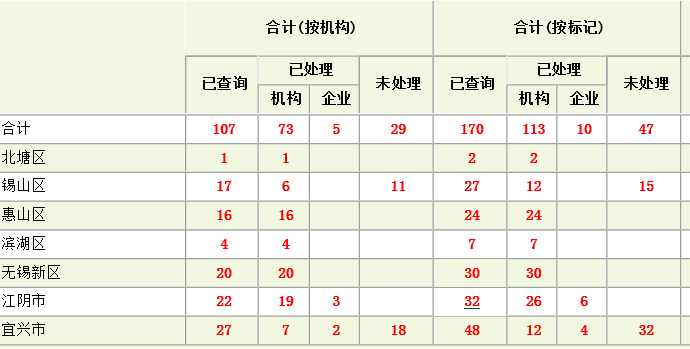 合计(按机构) 合计(按标记)
已查询 已处理 未处理 已查询 已处理 未处理
机构 企业 机构 企业
合计 107 73 5 29 170 113 10 47
北塘区 1 1 2 2
锡山区 17 6 11 27 12 15
惠山区 16 16 24 24
滨湖区 4 4 7 7
无锡新区 20 20 30 30
江阴市 22 19 3 32 26 6
宜兴市 27 7 2 18 48 12 4 32